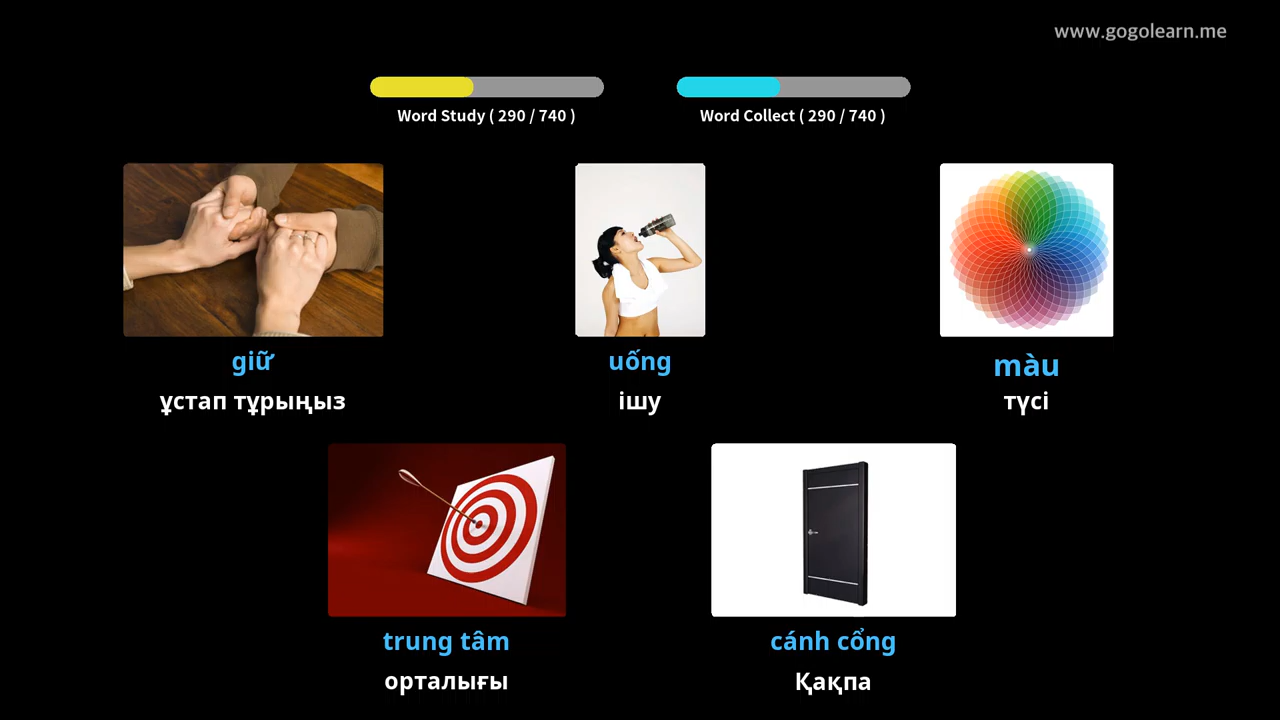 www.gogolearn.me
Word Study ( 290 / 740 )
Word Collect ( 290 / 740 )
giữ
uống
màu
ұстап тұрыңыз
ішу
түсі
trung tâm
cánh cổng
орталығы
Қақпа